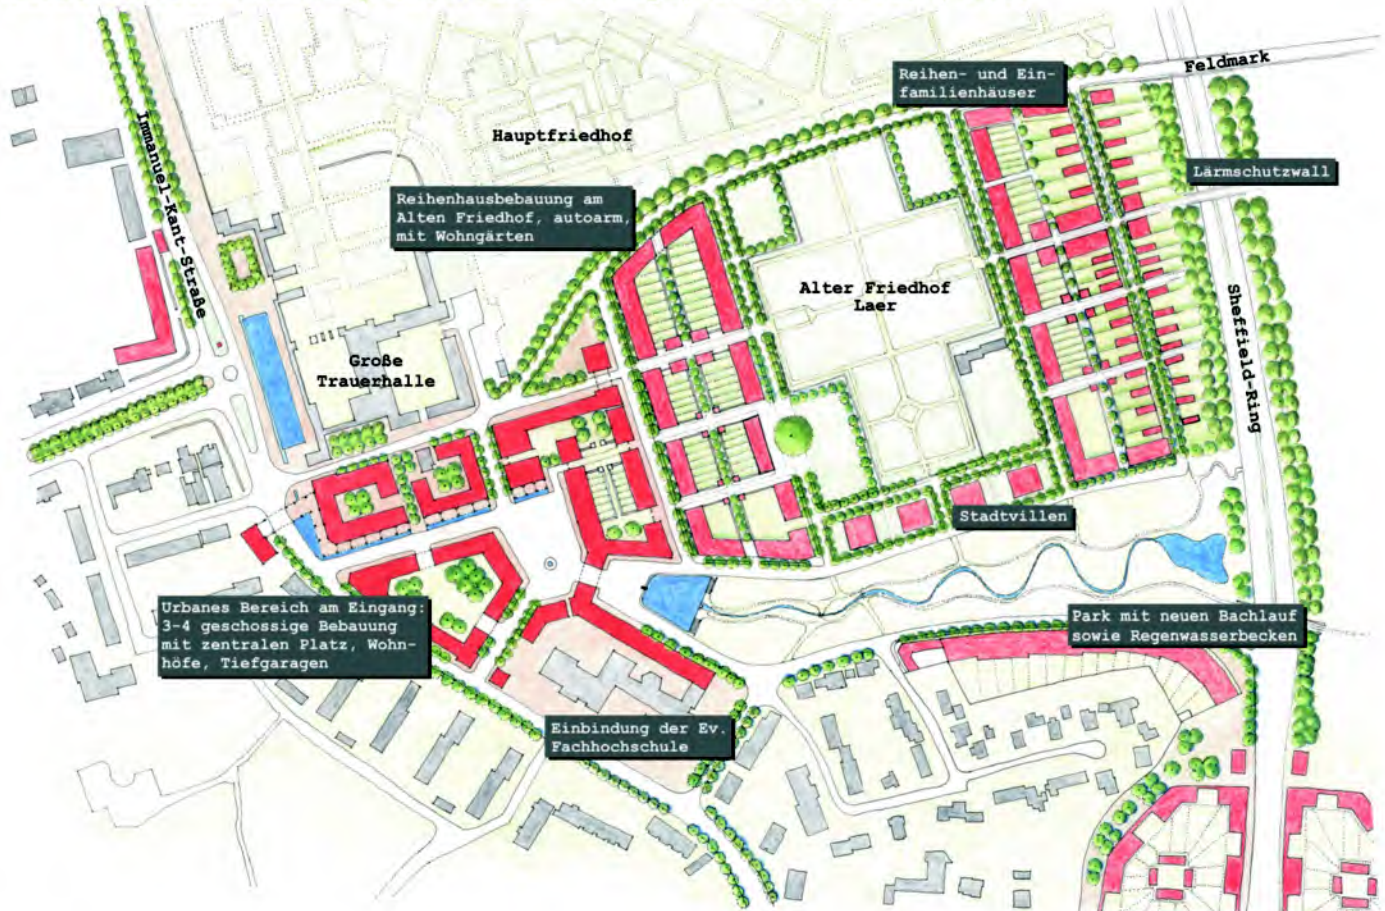 Feldmark
Reihen- und Ein-
familienhäuser
Immanuel-Kant-Straße
Hauptfriedhof
Lärmschutzwall
Reihenhausbebauung am
Alten Friedhof, autoarm,
mit Wohngärten
Alter Friedhof
Laer
Sheffield-Ring
Große
Trauerhalle
Stadtvillen
Urbanes Bereich am Eingang:
3-4 geschossige Bebauung
mit zentralen Platz, Wohn-
höfe, Tiefgaragen
Park mit neuen Bachlauf
sowie Regenwasserbecken
Einbindung der Ev.
Fachhochschule